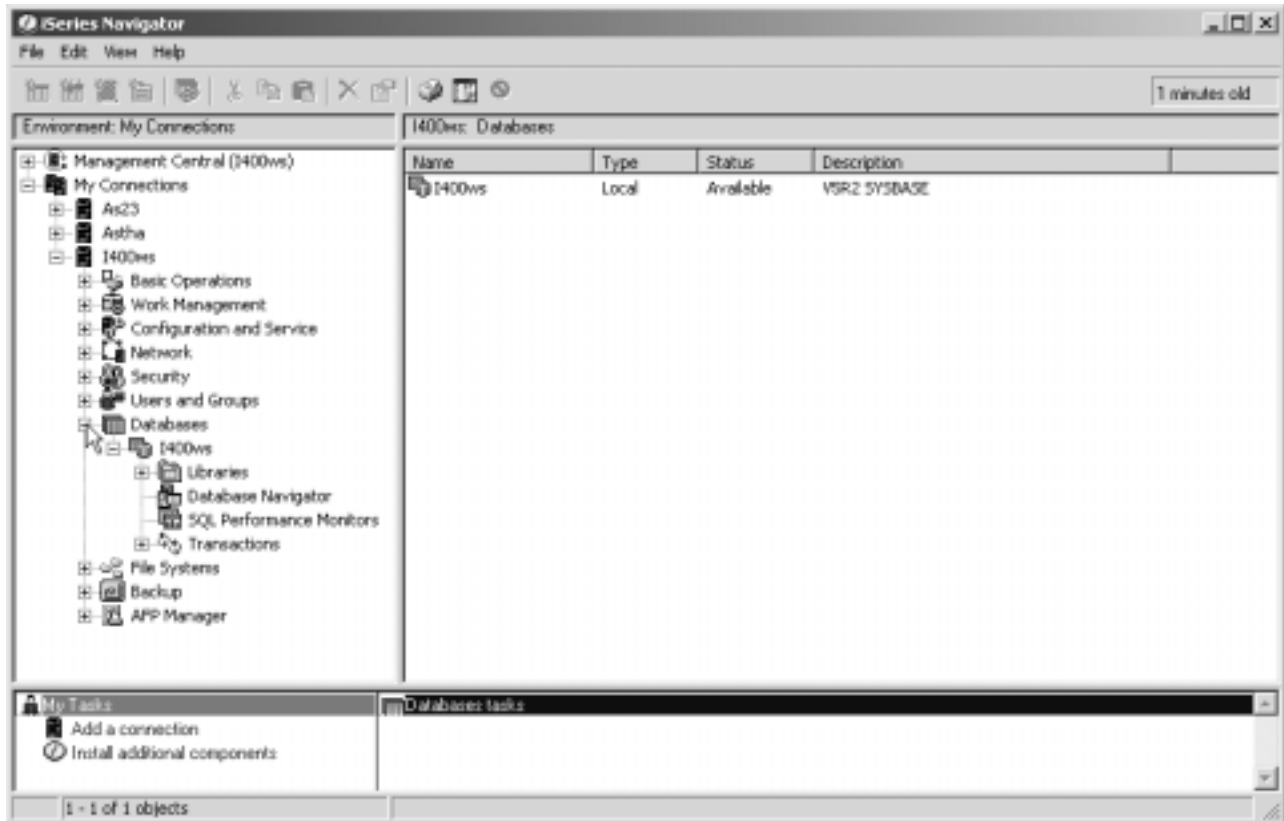 iSeries Navigator
File Edit View Help
1 minutes old
Environment: My Connections
I400ws: Databases
Management Central (I400ws)
My Connections
As23
Astha
I400ws
Basic Operations
Work Management
Configuration and Service
Network
Security
Users and Groups
Databases
I400ws
Libraries
Database Navigator
SQL Performance Monitors
Transactions
File Systems
Backup
AFP Manager
Name Type Status Description
I400ws Local Available V5R2 SYSBASE
My Tasks
Add a connection
Install additional components
Databases tasks
1 - 1 of 1 objects